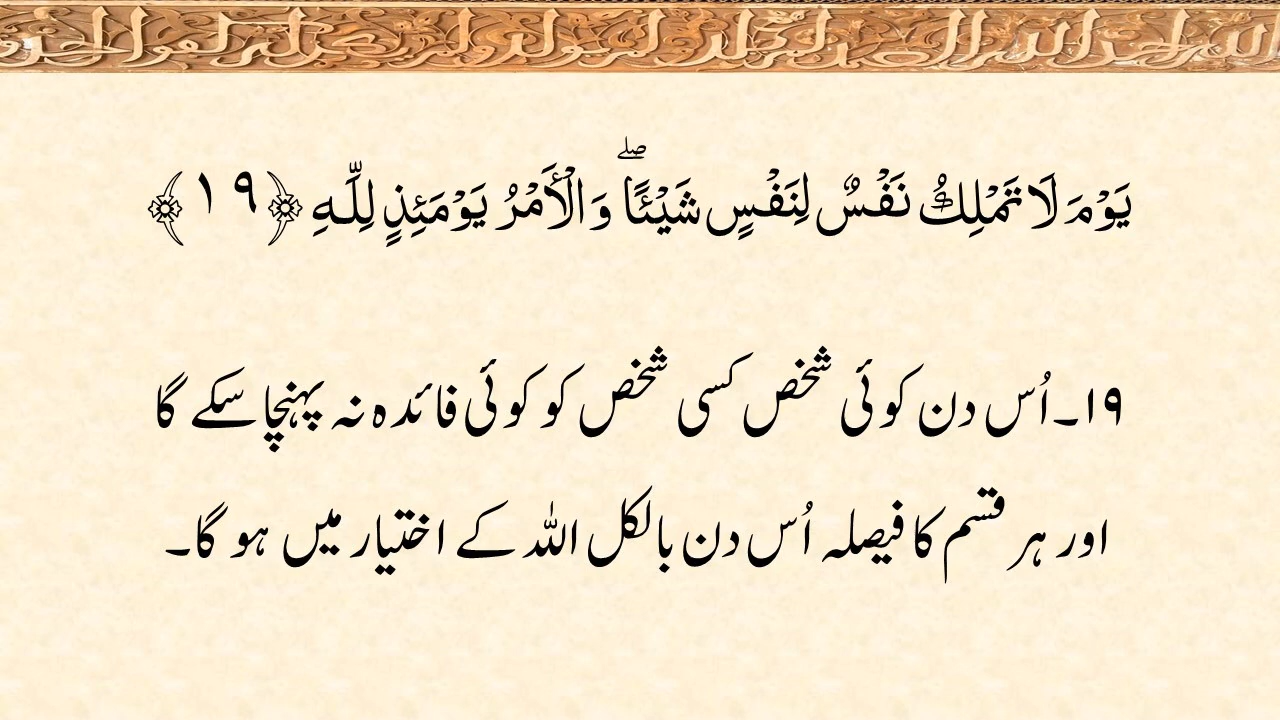 يَوْمَ لَا تَمْلِكُ نَفْسٌ لِنَفْسٍ شَيْئًا ۖ وَالْأَمْرُ يَوْمَئِذٍ لِلَّهِ ﴿١٩﴾
۱۹۔اُس دن کوئی شخص کسی شخص کو کوئی فائدہ نہ پہنچا سکے گا
اور ہر قسم کا فیصلہ اُس دن بالکل اللہ کے اختیار میں ہو گا۔